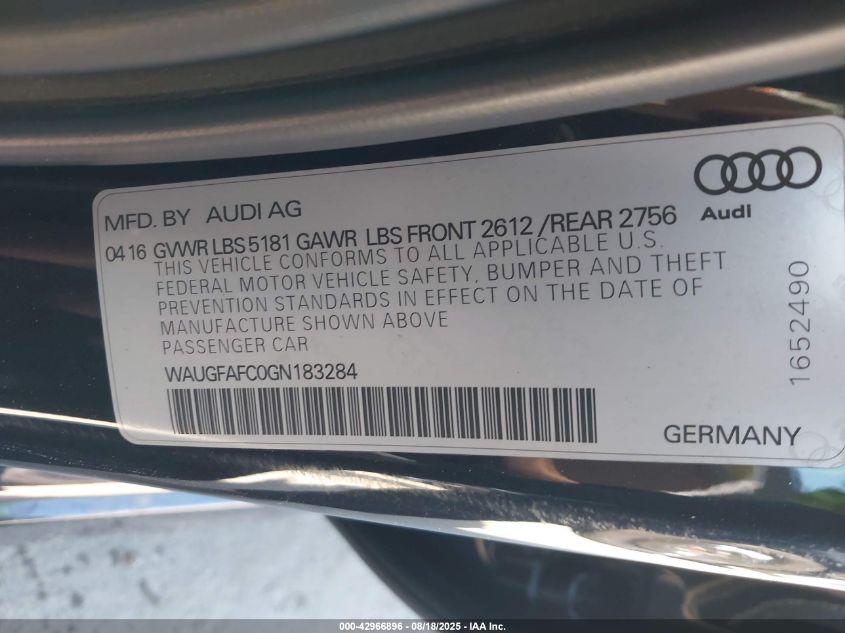 MFD. BY AUDI AG
Audi
04 16 GVWR LBS 5181 GAWR LBS FRONT 2612 /REAR 2756
THIS VEHICLE CONFORMS TO ALL APPLICABLE U.S.
FEDERAL MOTOR VEHICLE SAFETY, BUMPER AND THEFT
PREVENTION STANDARDS IN EFFECT ON THE DATE OF
MANUFACTURE SHOWN ABOVE
PASSENGER CAR
WAUGFAFC0GN183284
1652490
GERMANY
000-42966896 - 08/18/2025 - IAA Inc.